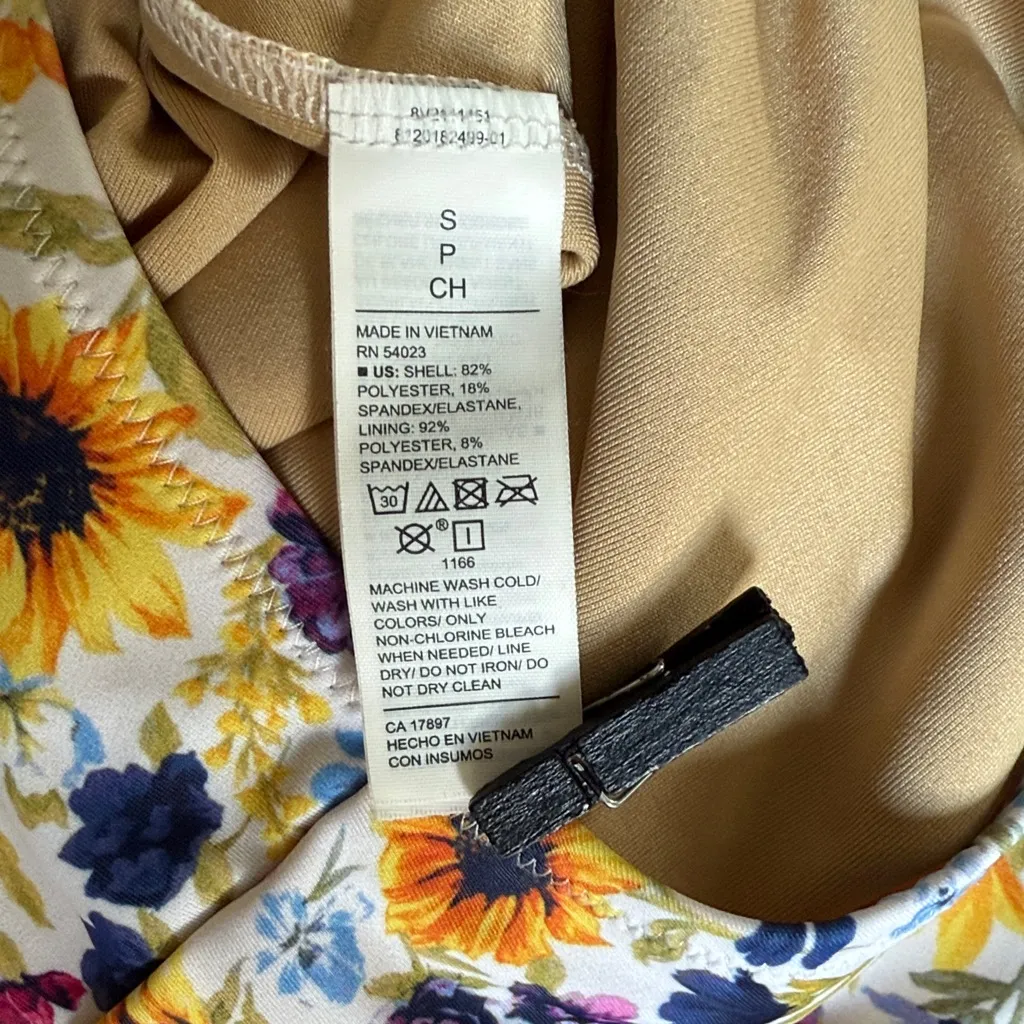 S
P
CH
MADE IN VIETNAM
RN 54023
■ US: SHELL: 82%
POLYESTER, 18%
SPANDEX/ELASTANE,
LINING: 92%
POLYESTER, 8%
SPANDEX/ELASTANE
30
®
1166
MACHINE WASH COLD/
WASH WITH LIKE
COLORS/ ONLY
NON-CHLORINE BLEACH
WHEN NEEDED/ LINE
DRY/ DO NOT IRON/ DO
NOT DRY CLEAN
CA 17897
HECHO EN VIETNAM
CON INSUMOS